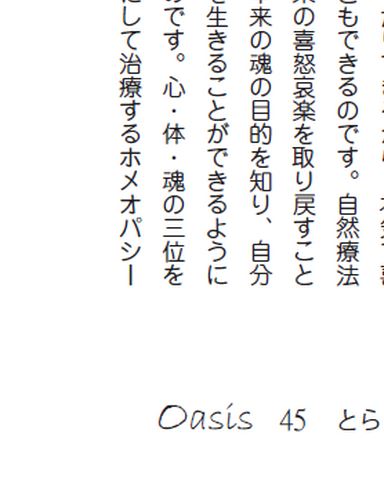 ともできるのです。自然療法
の喜怒哀楽を取り戻すこと
来の魂の目的を知り、自分
を生きることができるように
のです。心・体・魂の三位を
にして治療するホメオパシー
Oasis 45 とら